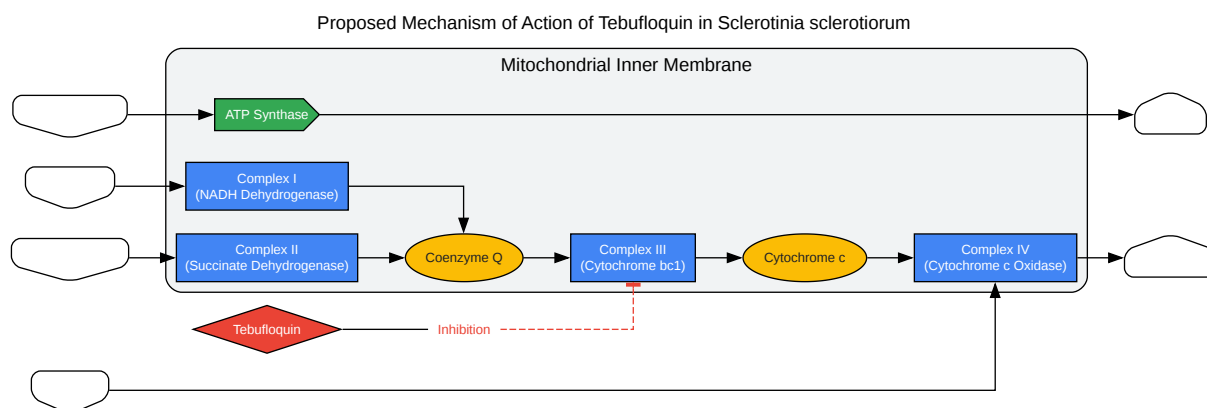 Proposed Mechanism of Action of Tebufloquin in Sclerotinia sclerotiorum
Mitochondrial Inner Membrane
ATP Synthase
Complex I
(NADH Dehydrogenase)
Complex II
(Succinate Dehydrogenase)
Coenzyme Q
Complex III
(Cytochrome bc1)
Cytochrome c
Complex IV
(Cytochrome c Oxidase)
Tebufloquin
Inhibition